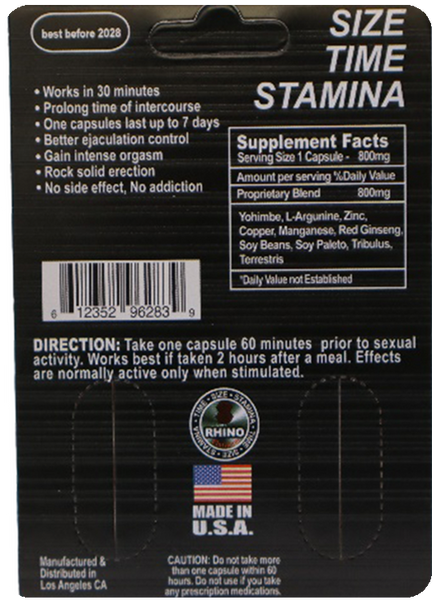 best before 2028
SIZE
TIME
STAMINA
• Works in 30 minutes
• Prolong time of intercourse
• One capsules last up to 7 days
• Better ejaculation control
• Gain intense orgasm
• Rock solid erection
• No side effect, No addiction
Supplement Facts
Serving Size 1 Capsule - 800mg
Amount per serving %Daily Value
Proprietary Blend 800mg
Yohimbe, L-Argunine, Zinc,
Copper, Manganese, Red Ginseng,
Soy Beans, Soy Paleto, Tribulus,
Terrestris
*Daily Value not Established
6 12352 96283 9
DIRECTION: Take one capsule 60 minutes prior to sexual
activity. Works best if taken 2 hours after a meal. Effects
are normally active only when stimulated.
TIME • SIZE • STAMINA • TIME • SIZE • STAMINA
RHINO
MADE IN
U.S.A.
Manufactured &
Distributed in
Los Angeles CA
CAUTION: Do not take more
than one capsule within 60
hours. Do not use if you take
any prescription medications.